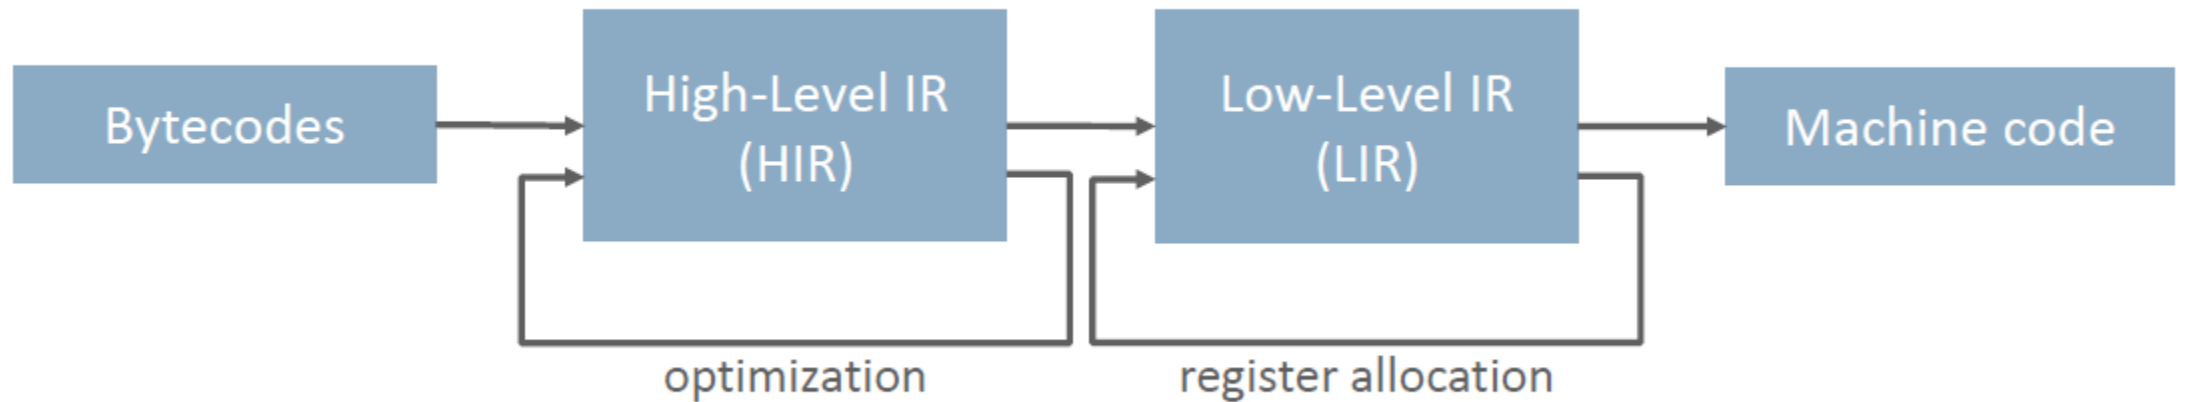 Bytecodes
High-Level IR
(HIR)
Low-Level IR
(LIR)
Machine code
optimization
register allocation